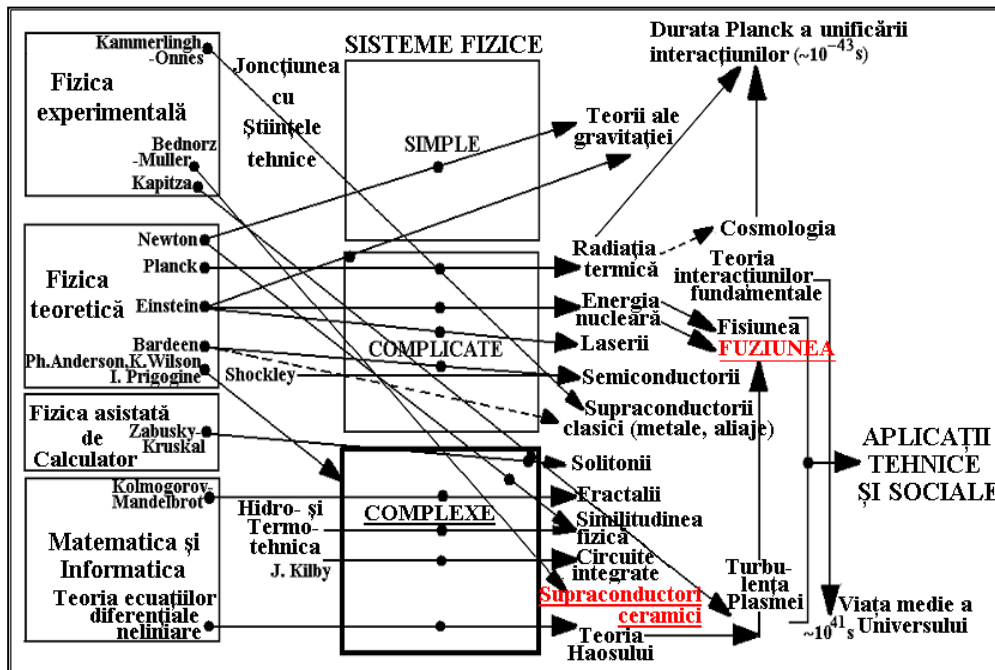 Kammerlingh
-Onnes
Fizica
experimentală
Bednorz
-Muller
Kapitza
Joncțiunea
cu
Științele
tehnice
SISTEME FIZICE
SIMPLE
Durata Planck a unificării
interacțiunilor (~10⁻⁴³s)
Teorii ale
gravitației
Newton
Planck
Fizica
teoretică
Einstein
Bardeen
Ph.Anderson,K.Wilson
I. Prigogine
Shockley
COMPLICATE
Radiația
termică
Cosmologia
Teoria
interacțiunilor
fundamentale
Energia
nucleară
Fisiunea
FUZIUNEA
Laserii
Semiconductorii
Supraconductorii
clasici (metale, aliaje)
Fizica asistată
de
Calculator
Zabusky-
Kruskal
Solitonii
APLICAȚII
TEHNICE
ȘI SOCIALE
Kolmogorov-
Mandelbrot
Matematica și
Informatica
Teoria ecuațiilor
diferențiale
neliniare
Hidro- și
Termo-
tehnica
J. Kilby
COMPLEXE
Fractalii
Similitudinea
fizică
Circuite
integrate
Supraconductori
ceramici
Teoria
Haosului
Turbu-
lența
Plasmei
Viața medie a
~10⁴¹s Universului